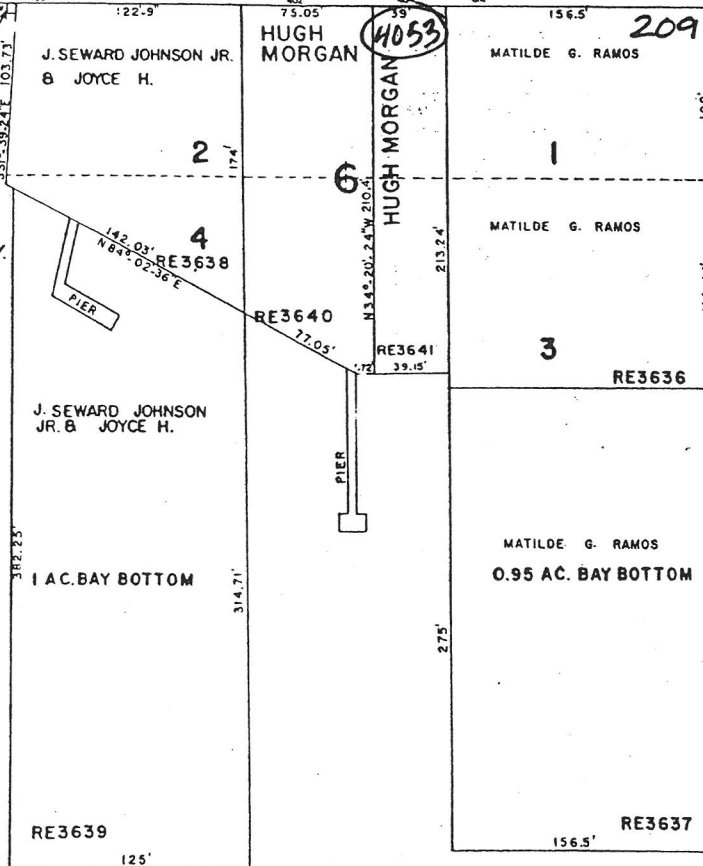 122'-9"
75.05'
39'
156.5'
209
J. SEWARD JOHNSON JR.
& JOYCE H.
HUGH
MORGAN
4053
HUGH MORGAN
MATILDE G. RAMOS
103.73'
174'
2
6
1
4
142.03'
N 84°-02'-36"E
RE3638
PIER
RE3640
77.05'
N34°-20'-24"W 210.4'
213.24'
MATILDE G. RAMOS
3
RE3641
39.15'
RE3636
J. SEWARD JOHNSON
JR. & JOYCE H.
PIER
382.25'
1 AC. BAY BOTTOM
314.71'
275'
MATILDE G. RAMOS
0.95 AC. BAY BOTTOM
RE3639
125'
RE3637
156.5'